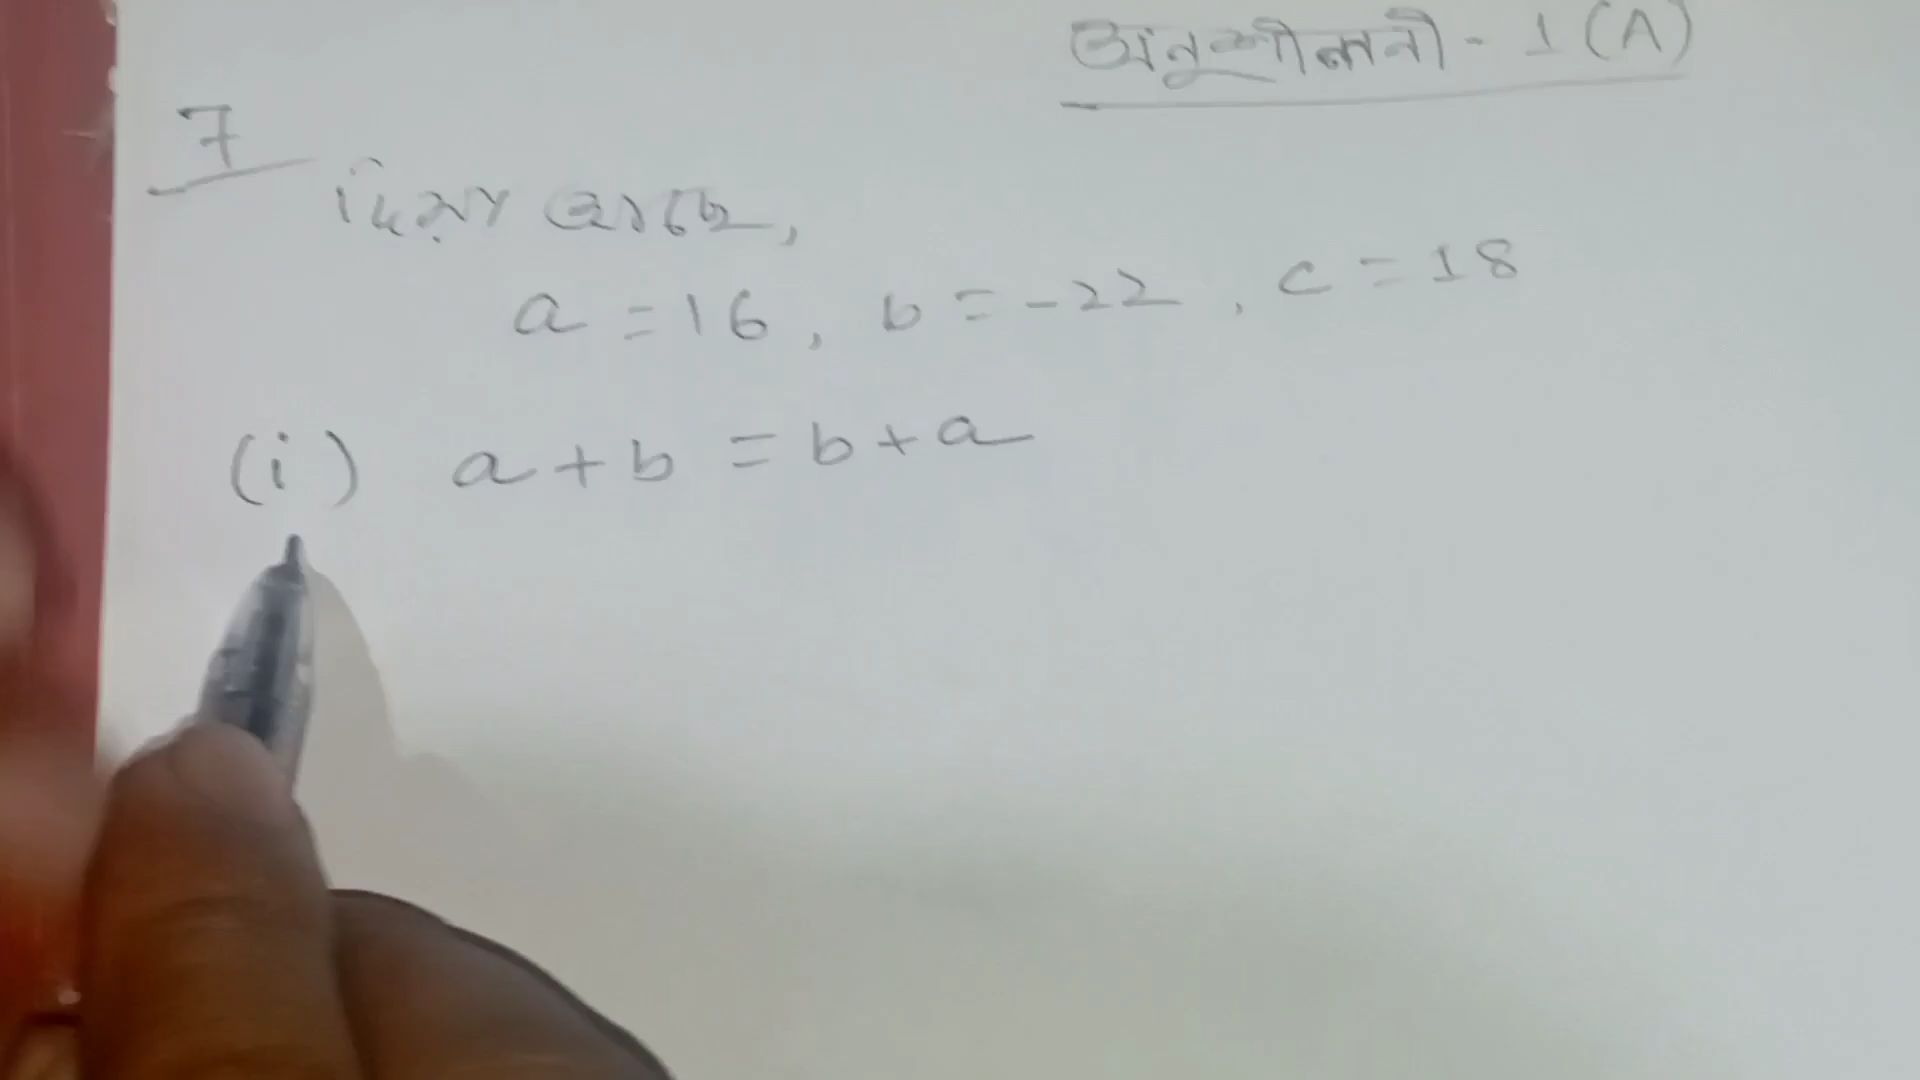 অনুশীলনী - 1 (A)
7
দিয়া আছে,
a = 16, b = -22, c = 18
(i) a + b = b + a